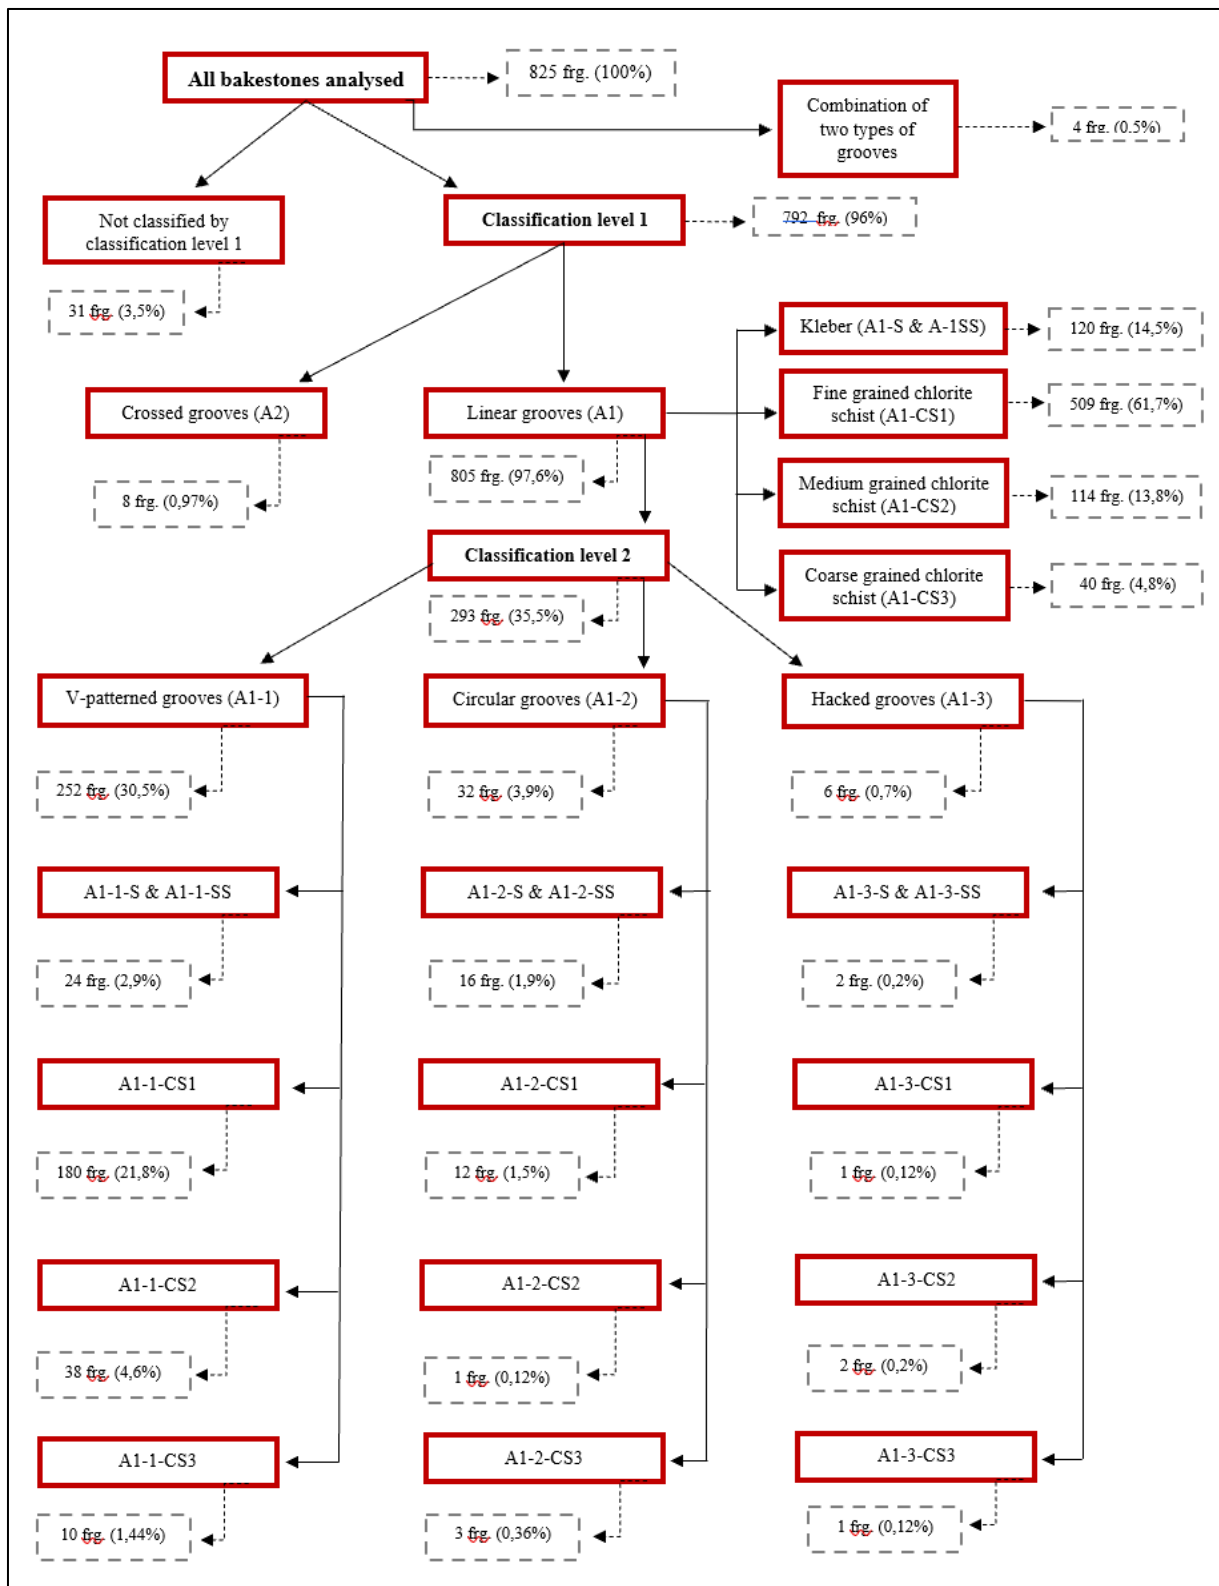 All bakestones analysed
825 frg. (100%)
Combination of
two types of
grooves
4 frg. (0.5%)
Not classified by
classification level 1
31 frg. (3,5%)
Classification level 1
792 frg. (96%)
Kleber (A1-S & A-1SS)
120 frg. (14,5%)
Crossed grooves (A2)
8 frg. (0,97%)
Linear grooves (A1)
805 frg. (97,6%)
Fine grained chlorite
schist (A1-CS1)
509 frg. (61,7%)
Medium grained chlorite
schist (A1-CS2)
114 frg. (13,8%)
Classification level 2
293 frg. (35,5%)
Coarse grained chlorite
schist (A1-CS3)
40 frg. (4,8%)
V-patterned grooves (A1-1)
252 frg. (30,5%)
Circular grooves (A1-2)
32 frg. (3,9%)
Hacked grooves (A1-3)
6 frg. (0,7%)
A1-1-S & A1-1-SS
24 frg. (2,9%)
A1-2-S & A1-2-SS
16 frg. (1,9%)
A1-3-S & A1-3-SS
2 frg. (0,2%)
A1-1-CS1
180 frg. (21,8%)
A1-2-CS1
12 frg. (1,5%)
A1-3-CS1
1 frg. (0,12%)
A1-1-CS2
38 frg. (4,6%)
A1-2-CS2
1 frg. (0,12%)
A1-3-CS2
2 frg. (0,2%)
A1-1-CS3
10 frg. (1,44%)
A1-2-CS3
3 frg. (0,36%)
A1-3-CS3
1 frg. (0,12%)